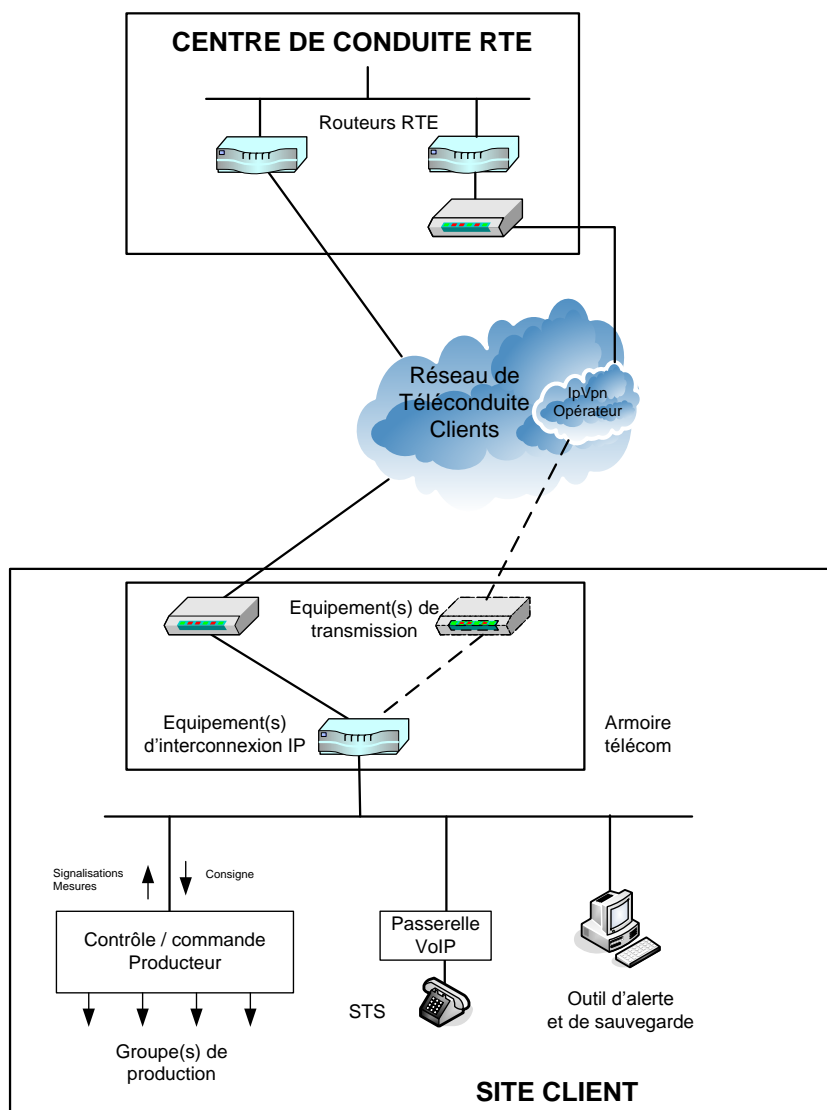 CENTRE DE CONDUITE RTE
Routeurs RTE
Réseau de
Téléconduite
Clients
IpVpn
Opérateur
Equipement(s) de
transmission
Equipement(s)
d'interconnexion IP
Armoire
télécom
Signalisations
Mesures
Consigne
Contrôle / commande
Producteur
Passerelle
VoIP
STS
Outil d'alerte
et de sauvegarde
Groupe(s) de
production
SITE CLIENT